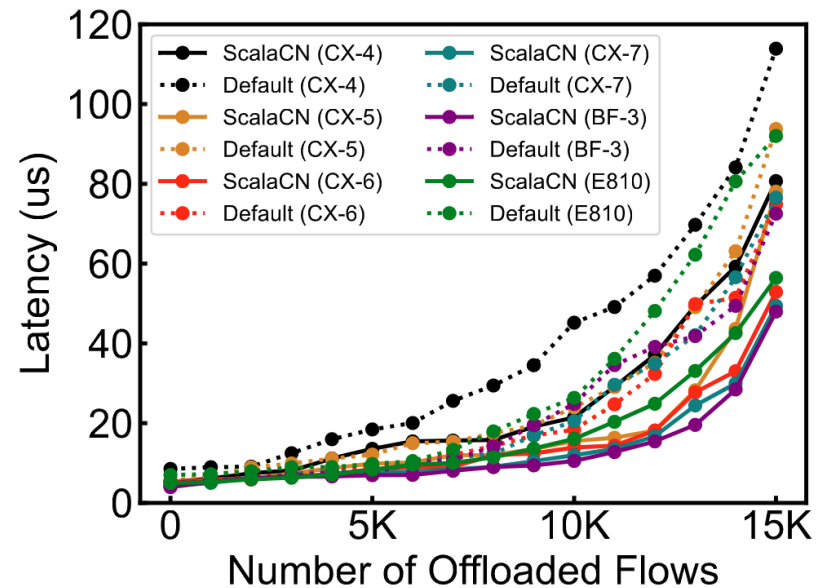 120
100
80
60
40
20
0
Latency (us)
ScalaCN (CX-4)
Default (CX-4)
ScalaCN (CX-5)
Default (CX-5)
ScalaCN (CX-6)
Default (CX-6)
ScalaCN (CX-7)
Default (CX-7)
ScalaCN (BF-3)
Default (BF-3)
ScalaCN (E810)
Default (E810)
0 5K 10K 15K
Number of Offloaded Flows